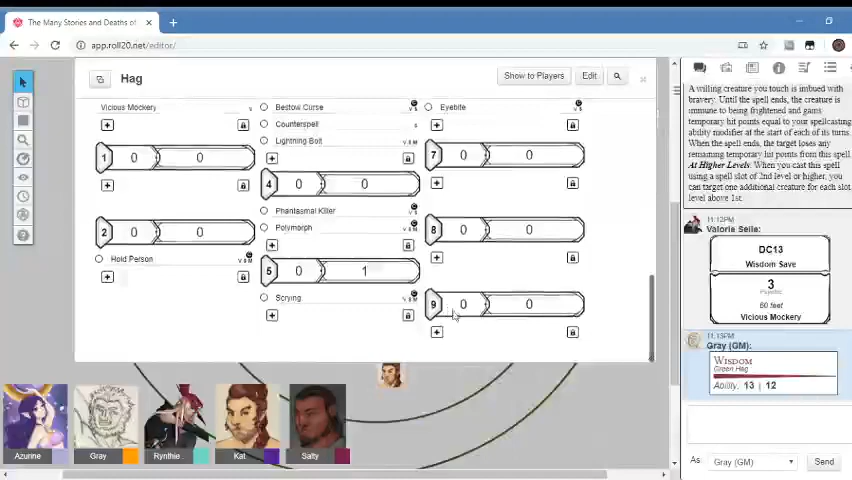 The Many Stories and Deaths of
app.roll20.net/editor/
Hag
Show to Players
Edit
Vicious Mockery
V
Bestow Curse
V S
Eyebite
V S
Counterspell
S
Lightning Bolt
V S M
1
0
0
4
0
0
7
0
0
Phantasmal Killer
V S
Polymorph
V S M
2
0
0
8
0
0
Hold Person
V S M
5
0
1
Scrying
V S M
9
0
0
Azurine
Gray
Rynthie
Kat
Salty
A willing creature you touch is imbued with
bravery. Until the spell ends, the creature is
immune to being frightened and gains
temporary hit points equal to your spellcasting
ability modifier at the start of each of its turns.
When the spell ends, the target loses any
remaining temporary hit points from this spell.
At Higher Levels. When you cast this spell
using a spell slot of 2nd level or higher, you
can target one additional creature for each slot
level above 1st.
11:12PM
Valoria Selle:
DC13
Wisdom Save
3
Psychic
60 feet
Vicious Mockery
11:13PM
Gray (GM):
Wisdom
Green Hag
Ability: 13 | 12
As:
Gray (GM)
Send